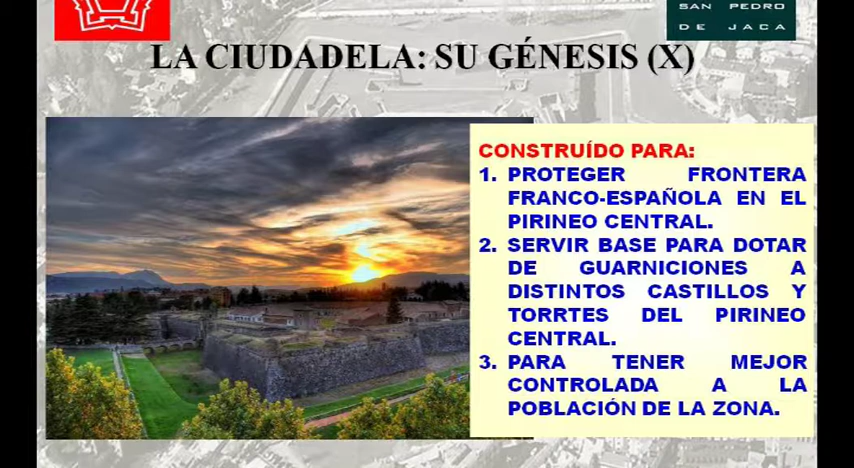 SAN PEDRO
DE JACA
LA CIUDADELA: SU GÉNESIS (X)
CONSTRUÍDO PARA:
1. PROTEGER FRONTERA
FRANCO-ESPAÑOLA EN EL
PIRINEO CENTRAL.
2. SERVIR BASE PARA DOTAR
DE GUARNICIONES A
DISTINTOS CASTILLOS Y
TORRTES DEL PIRINEO
CENTRAL.
3. PARA TENER MEJOR
CONTROLADA A LA
POBLACIÓN DE LA ZONA.